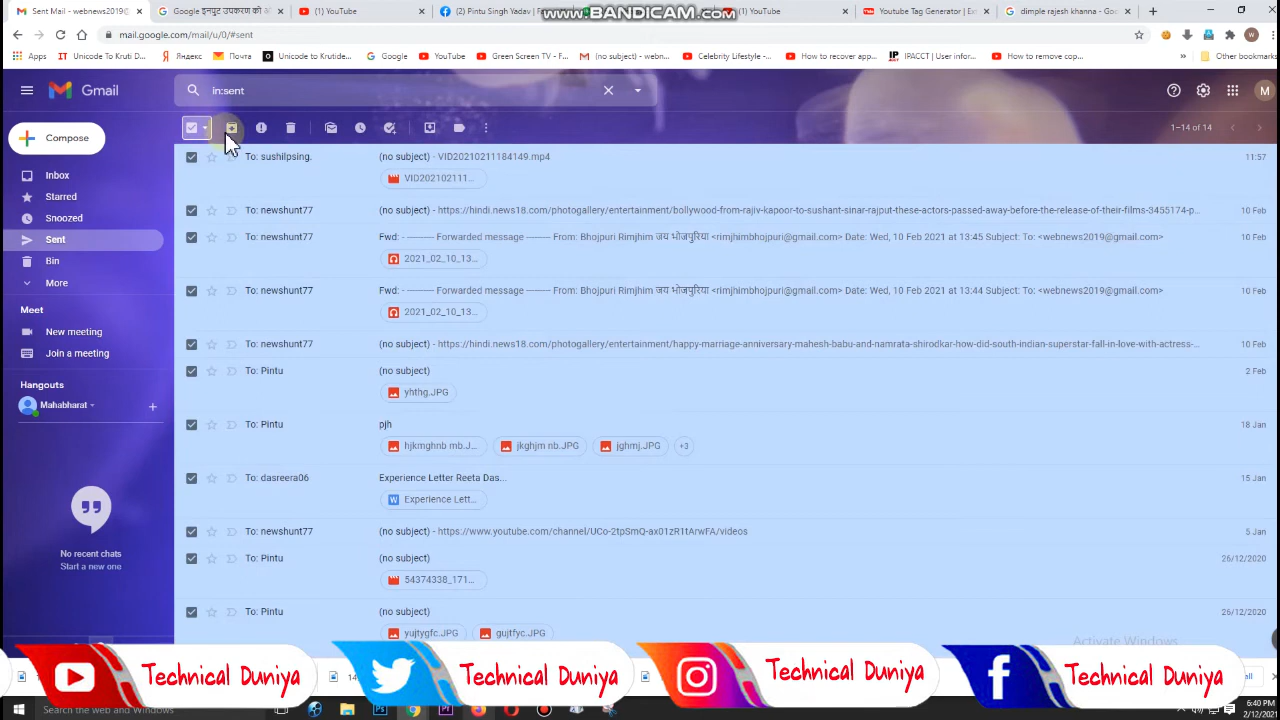 Sent Mail - webnews2019@gmail
Google इनपुट उपकरण को अ
(1) YouTube
(2) Pintu Singh Yadav | F
www.BANDICAM.com
(1) YouTube
Youtube Tag Generator | Ext
dimple rajesh khanna - Goo
mail.google.com/mail/u/0/#sent
Apps
Unicode To Kruti D...
Яндекс
Почта
Unicode to Krutide...
Google
YouTube
Green Screen TV - F...
(no subject) - webn...
Celebrity Lifestyle -...
How to recover app...
IPACCT | User infor...
How to remove cop...
»
Other bookmarks
Gmail
in:sent
M
Compose
1–14 of 14
Inbox
Starred
Snoozed
Sent
Bin
More
Meet
New meeting
Join a meeting
Hangouts
Mahabharat
No recent chats
Start a new one
To: sushilpsing. (no subject) - VID20210211184149.mp4 11:57
VID202102111...
To: newshunt77 (no subject) - https://hindi.news18.com/photogallery/entertainment/bollywood-from-rajiv-kapoor-to-sushant-sinar-rajput-these-actors-passed-away-before-the-release-of-their-films-3455174-p... 10 Feb
To: newshunt77 Fwd: - ---------- Forwarded message --------- From: Bhojpuri Rimjhim जय भोजपुरिया <rimjhimbhojpuri@gmail.com> Date: Wed, 10 Feb 2021 at 13:45 Subject: To: <webnews2019@gmail.com> 10 Feb
2021_02_10_13...
To: newshunt77 Fwd: - ---------- Forwarded message --------- From: Bhojpuri Rimjhim जय भोजपुरिया <rimjhimbhojpuri@gmail.com> Date: Wed, 10 Feb 2021 at 13:44 Subject: To: <webnews2019@gmail.com> 10 Feb
2021_02_10_13...
To: newshunt77 (no subject) - https://hindi.news18.com/photogallery/entertainment/happy-marriage-anniversary-mahesh-babu-and-namrata-shirodkar-how-did-south-indian-superstar-fall-in-love-with-actress-... 10 Feb
To: Pintu (no subject) 2 Feb
yhthg.JPG
To: Pintu pjh 18 Jan
hjkmghnb mb.J... jkghjm nb.JPG jghmj.JPG +3
To: dasreera06 Experience Letter Reeta Das... 15 Jan
Experience Lett...
To: newshunt77 (no subject) - https://www.youtube.com/channel/UCo-2tpSmQ-ax01zR1tArwFA/videos 5 Jan
To: Pintu (no subject) 26/12/2020
54374338_171...
To: Pintu (no subject) 26/12/2020
yujtygfc.JPG gujtfyc.JPG
Activate Windows
Technical Duniya
Technical Duniya
Technical Duniya
Technical Duniya
Search the web and Windows
6:40 PM
2/12/202